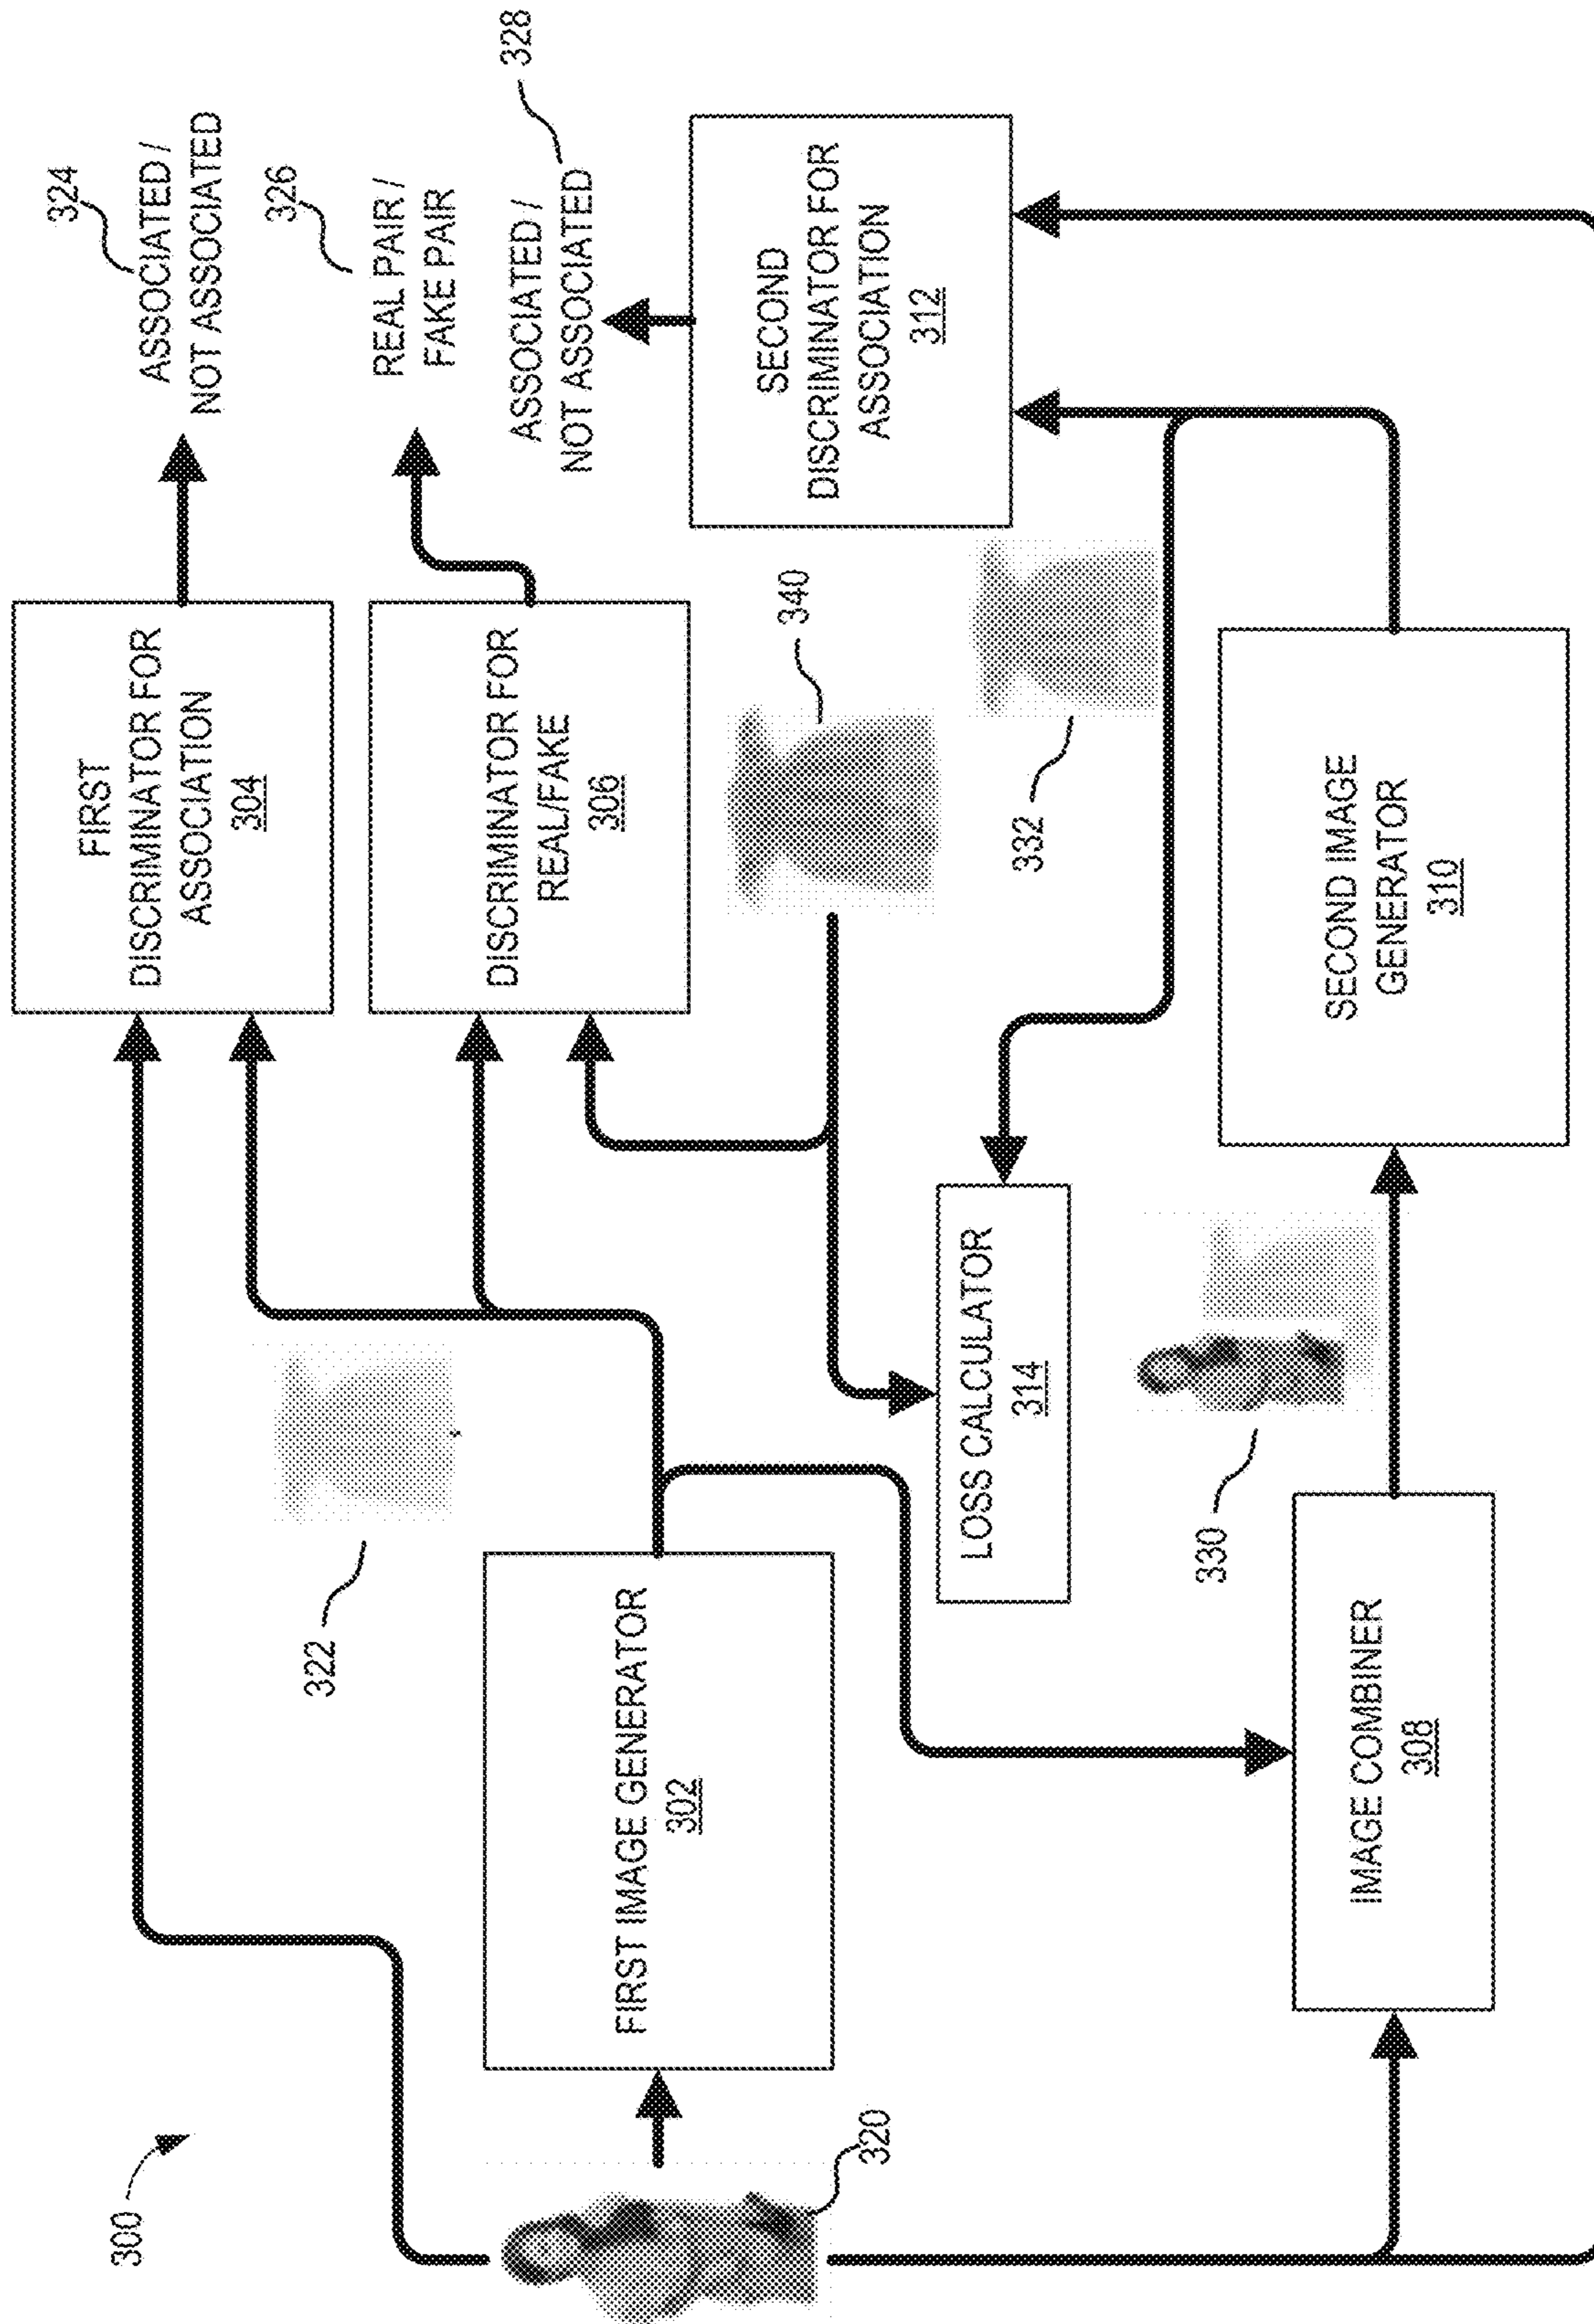 300
324
ASSOCIATED /
NOT ASSOCIATED
FIRST
DISCRIMINATOR FOR
ASSOCIATION
304
326
REAL PAIR /
FAKE PAIR
322
DISCRIMINATOR FOR
REAL/FAKE
306
328
ASSOCIATED /
NOT ASSOCIATED
FIRST IMAGE GENERATOR
302
340
SECOND
DISCRIMINATOR FOR
ASSOCIATION
312
320
LOSS CALCULATOR
314
332
330
IMAGE COMBINER
308
SECOND IMAGE
GENERATOR
310